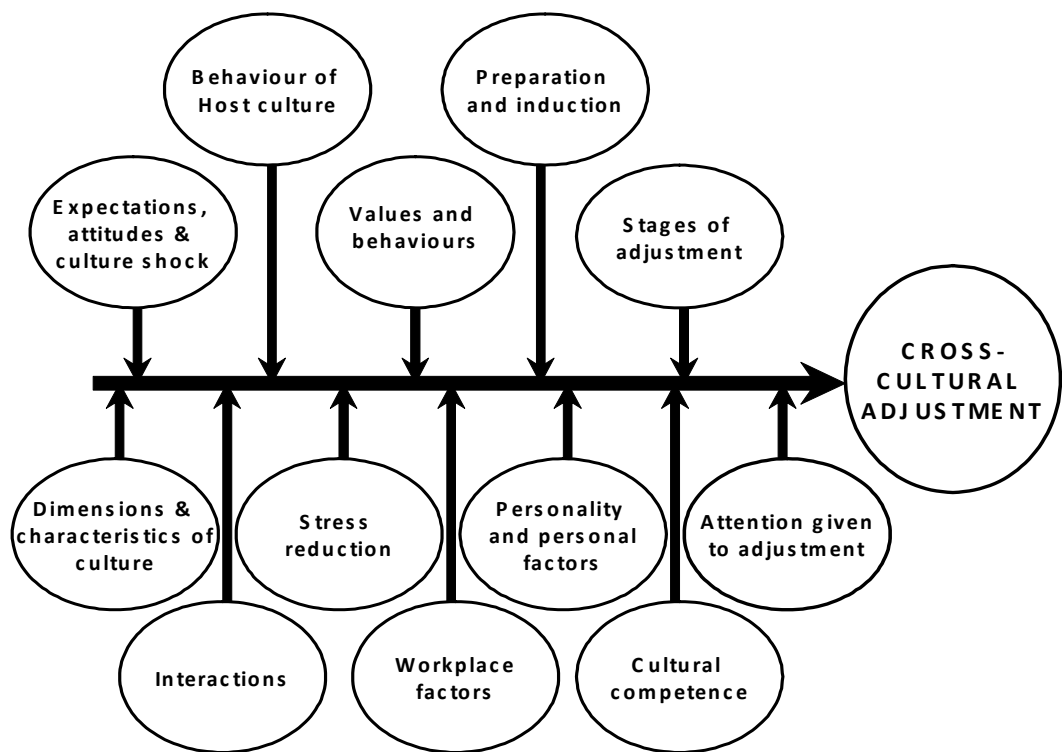 Behaviour of
Host culture
Preparation
and induction
Expectations,
attitudes &
culture shock
Values and
behaviours
Stages of
adjustment
CROSS-
CULTURAL
ADJUSTMENT
Dimensions &
characteristics of
culture
Stress
reduction
Personality
and personal
factors
Attention given
to adjustment
Interactions
Workplace
factors
Cultural
competence